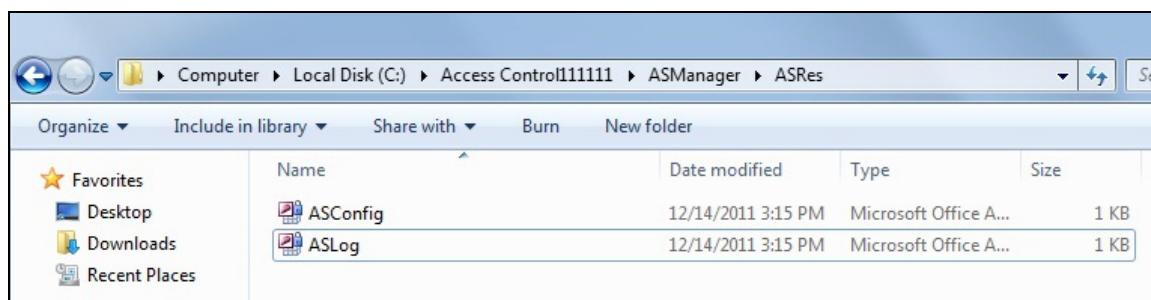 Computer Local Disk (C:) Access Control111111 ASManager ASRes
Organize Include in library Share with Burn New folder
Name Date modified Type Size
Favorites
Desktop ASConfig 12/14/2011 3:15 PM Microsoft Office A... 1 KB
Downloads ASLog 12/14/2011 3:15 PM Microsoft Office A... 1 KB
Recent Places